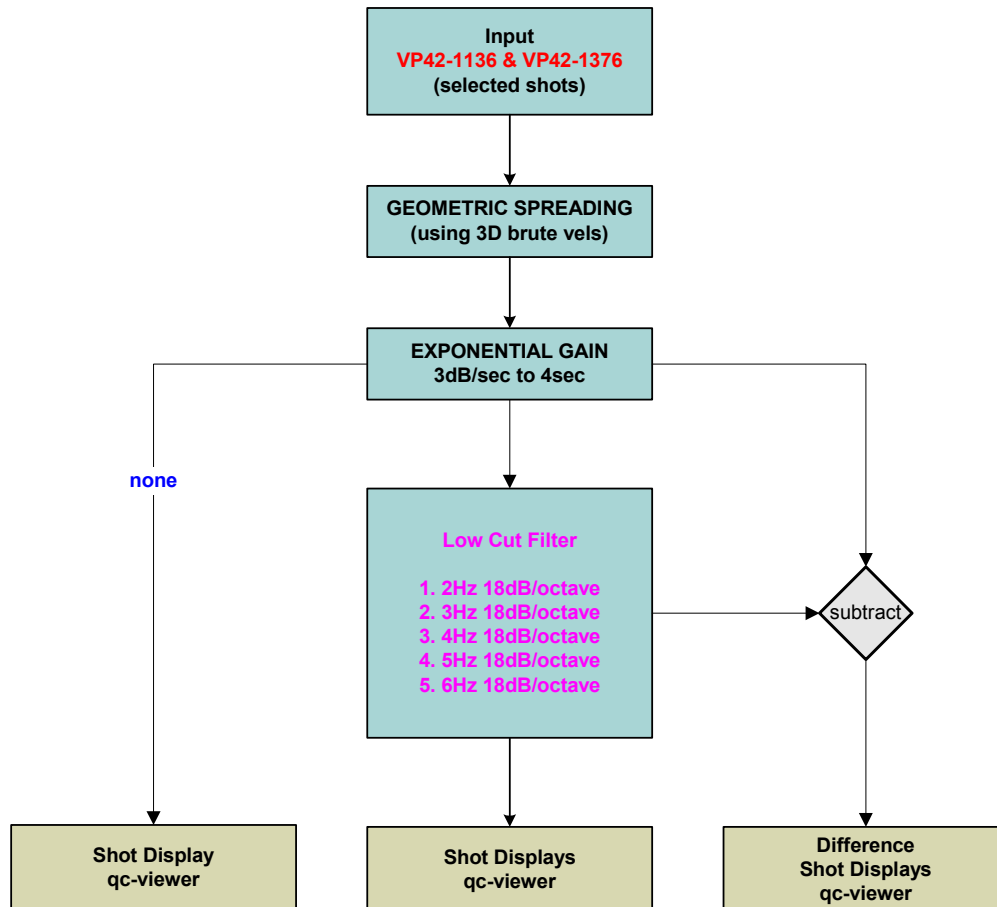 Input
VP42-1136 & VP42-1376
(selected shots)
GEOMETRIC SPREADING
(using 3D brute vels)
EXPONENTIAL GAIN
3dB/sec to 4sec
none
Low Cut Filter
1. 2Hz 18dB/octave
2. 3Hz 18dB/octave
3. 4Hz 18dB/octave
4. 5Hz 18dB/octave
5. 6Hz 18dB/octave
subtract
Shot Display
qc-viewer
Shot Displays
qc-viewer
Difference
Shot Displays
qc-viewer